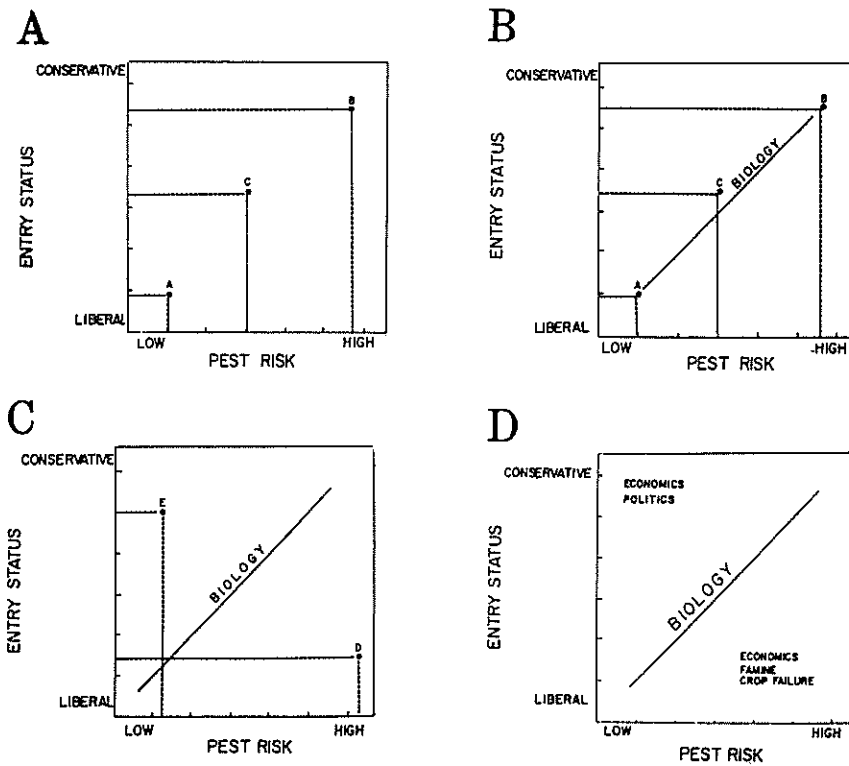 A
CONSERVATIVE
ENTRY STATUS
LIBERAL
B
C
A
LOW
HIGH
PEST RISK
B
CONSERVATIVE
ENTRY STATUS
LIBERAL
B
C
BIOLOGY
A
LOW
-HIGH
PEST RISK
C
CONSERVATIVE
ENTRY STATUS
LIBERAL
E
BIOLOGY
D
LOW
HIGH
PEST RISK
D
CONSERVATIVE
ENTRY STATUS
LIBERAL
ECONOMICS
POLITICS
BIOLOGY
ECONOMICS
FAMINE
CROP FAILURE
LOW
HIGH
PEST RISK